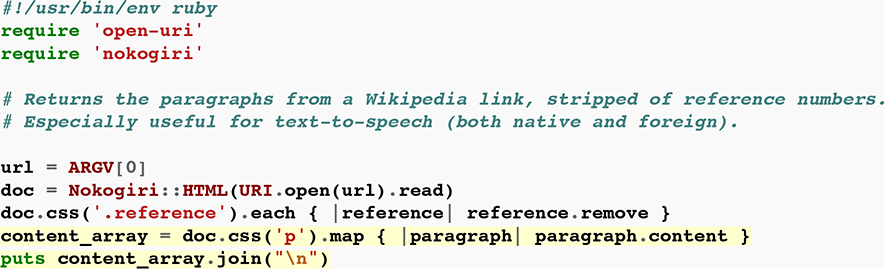 #!/usr/bin/env ruby
require 'open-uri'
require 'nokogiri'
# Returns the paragraphs from a Wikipedia link, stripped of reference numbers.
# Especially useful for text-to-speech (both native and foreign).
url = ARGV[0]
doc = Nokogiri::HTML(URI.open(url).read)
doc.css('.reference').each { |reference| reference.remove }
content_array = doc.css('p').map { |paragraph| paragraph.content }
puts content_array.join("\n")